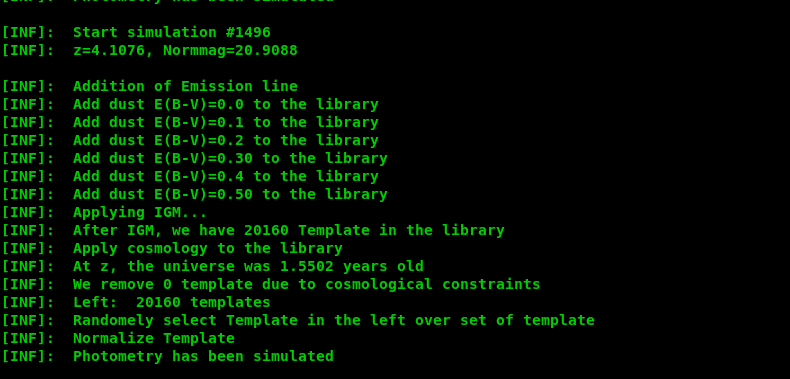 [INF]:  Photometry has been simulated
[INF]:  Start simulation #1496
[INF]:  z=4.1076, Normmag=20.9088
[INF]:  Addition of Emission line
[INF]:  Add dust E(B-V)=0.0 to the library
[INF]:  Add dust E(B-V)=0.1 to the library
[INF]:  Add dust E(B-V)=0.2 to the library
[INF]:  Add dust E(B-V)=0.30 to the library
[INF]:  Add dust E(B-V)=0.4 to the library
[INF]:  Add dust E(B-V)=0.50 to the library
[INF]:  Applying IGM...
[INF]:  After IGM, we have 20160 Template in the library
[INF]:  Apply cosmology to the library
[INF]:  At z, the universe was 1.5502 years old
[INF]:  We remove 0 template due to cosmological constraints
[INF]:  Left:  20160 templates
[INF]:  Randomely select Template in the left over set of template
[INF]:  Normalize Template
[INF]:  Photometry has been simulated